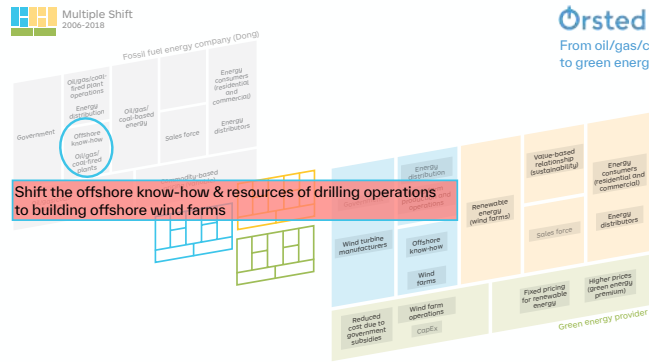 Multiple Shift
2006-2018
Orsted
From oil/gas/c
to green energ
Fossil fuel energy company (Dong)
Government
Oil/gas/coal-
fired plant
operations
Energy
distribution
Offshore
know-how
Oil/gas/
coal-fired
plants
Oil/gas/
coal-based
energy
Sales force
Energy
consumers
(residential
and
commercial)
Energy
distributors
Shift the offshore know-how & resources of drilling operations
to building offshore wind farms
Energy
distribution
operations
Wind turbine
manufacturers
Offshore
know-how
Wind
farms
Renewable
energy
(wind farms)
Value-based
relationship
(sustainability)
Sales force
Energy
consumers
(residential and
commercial)
Energy
distributors
Reduced
cost due to
government
subsidies
Wind farm
operations
CapEx
Fixed pricing
for renewable
energy
Higher prices
(green energy
premium)
Green energy provider